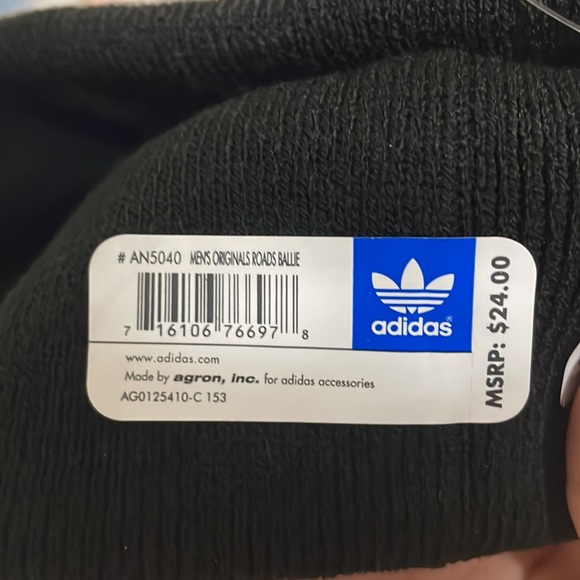 # AN5040 MEN'S ORIGINALS ROADS BALLIE
7 16106 76697 8
adidas®
www.adidas.com
Made by agron, inc. for adidas accessories
AG0125410-C 153
MSRP: $24.00